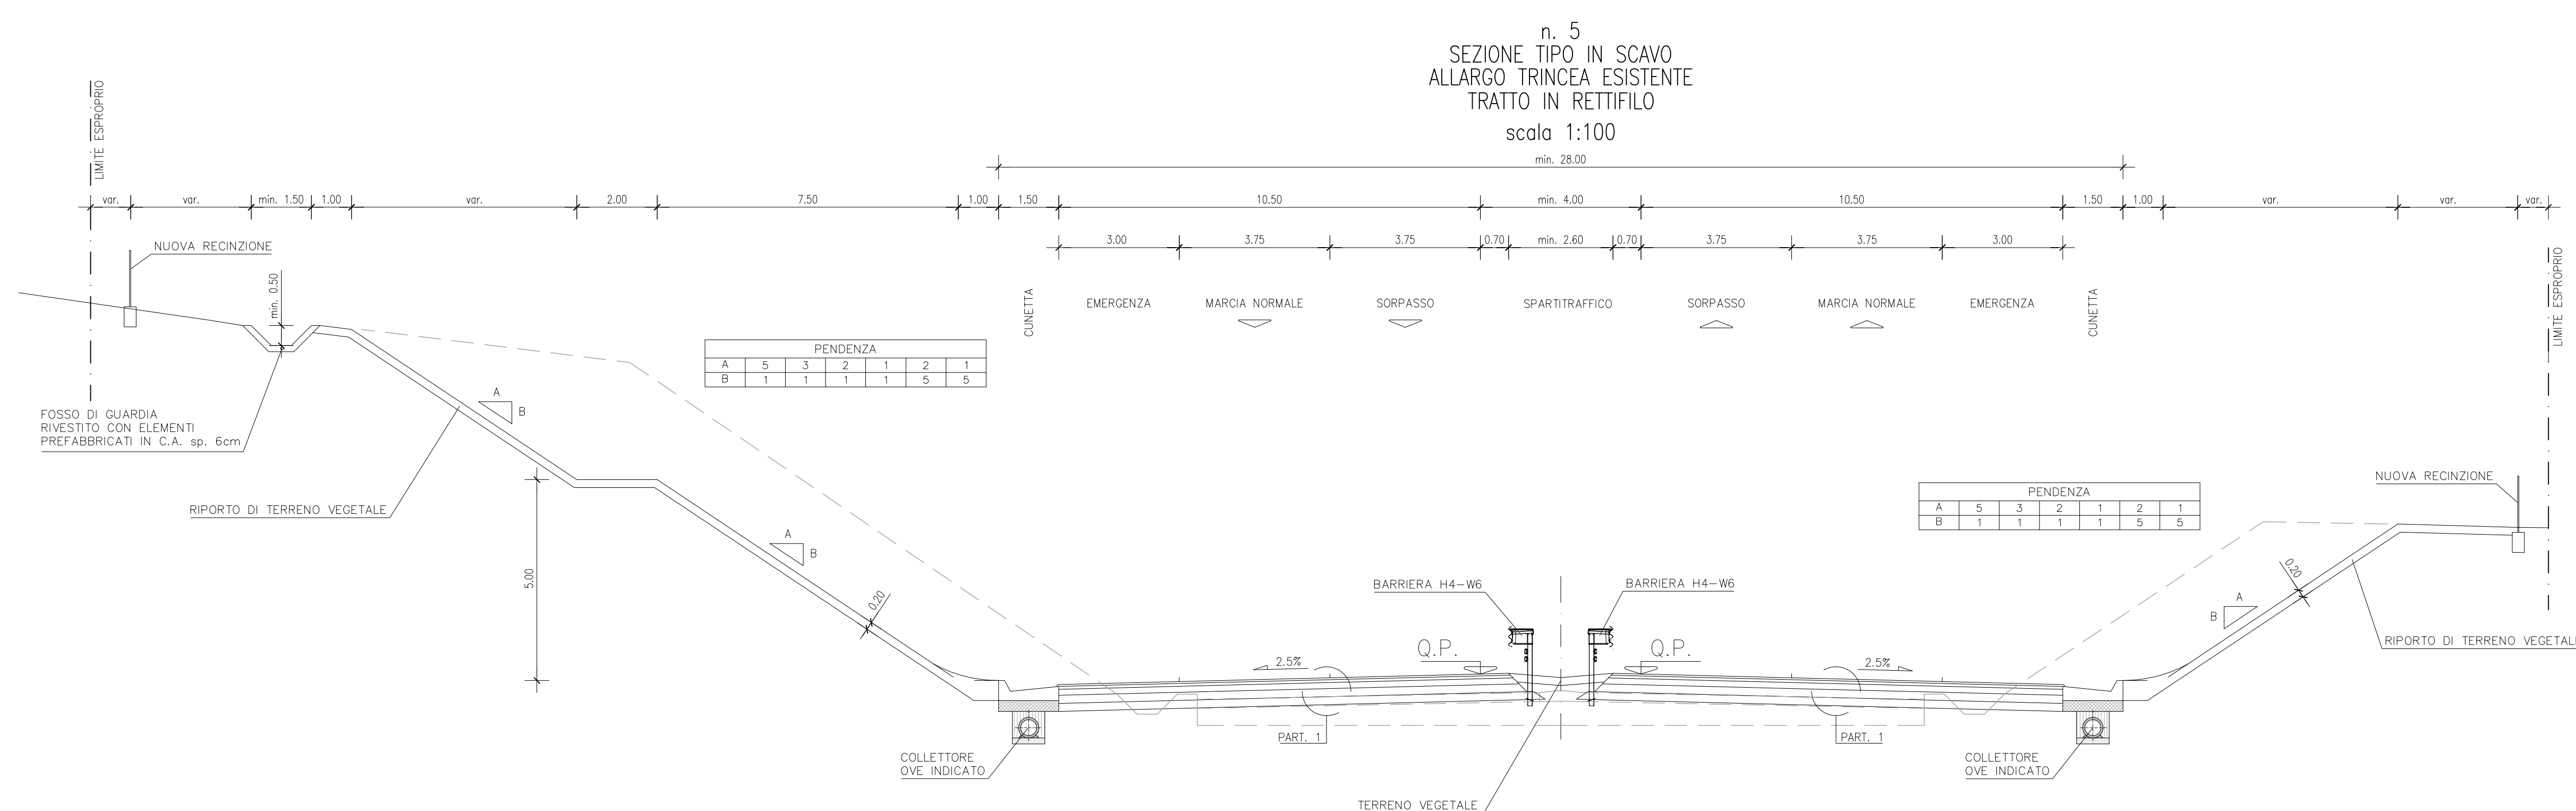 n. 5
SEZIONE TIPO IN SCAVO
ALLARGO TRINCEA ESISTENTE
TRATTO IN RETTIFILO
scala 1:100
min. 28.00
var. var. min. 1.50 1.00 var. 2.00 7.50 1.00 1.50 10.50 min. 4.00 10.50 1.50 1.00 var. var. var.
3.00 3.75 3.75 0.70 min. 2.60 0.70 3.75 3.75 3.00
LIMITE ESPROPRIO
NUOVA RECINZIONE
min. 0.50
CUNETTA
EMERGENZA
MARCIA NORMALE
SORPASSO
SPARTITRAFFICO
SORPASSO
MARCIA NORMALE
EMERGENZA
CUNETTA
LIMITE ESPROPRIO
PENDENZA
A 5 3 2 1 2 1
B 1 1 1 1 5 5
A
B
FOSSO DI GUARDIA
RIVESTITO CON ELEMENTI
PREFABBRICATI IN C.A. sp. 6cm
RIPORTO DI TERRENO VEGETALE
A
B
5.00
0.20
NUOVA RECINZIONE
PENDENZA
A 5 3 2 1 2 1
B 1 1 1 1 5 5
0.20
A
B
RIPORTO DI TERRENO VEGETAL
BARRIERA H4-W6
BARRIERA H4-W6
Q.P.
Q.P.
2.5%
2.5%
PART. 1
PART. 1
COLLETTORE
OVE INDICATO
COLLETTORE
OVE INDICATO
TERRENO VEGETALE